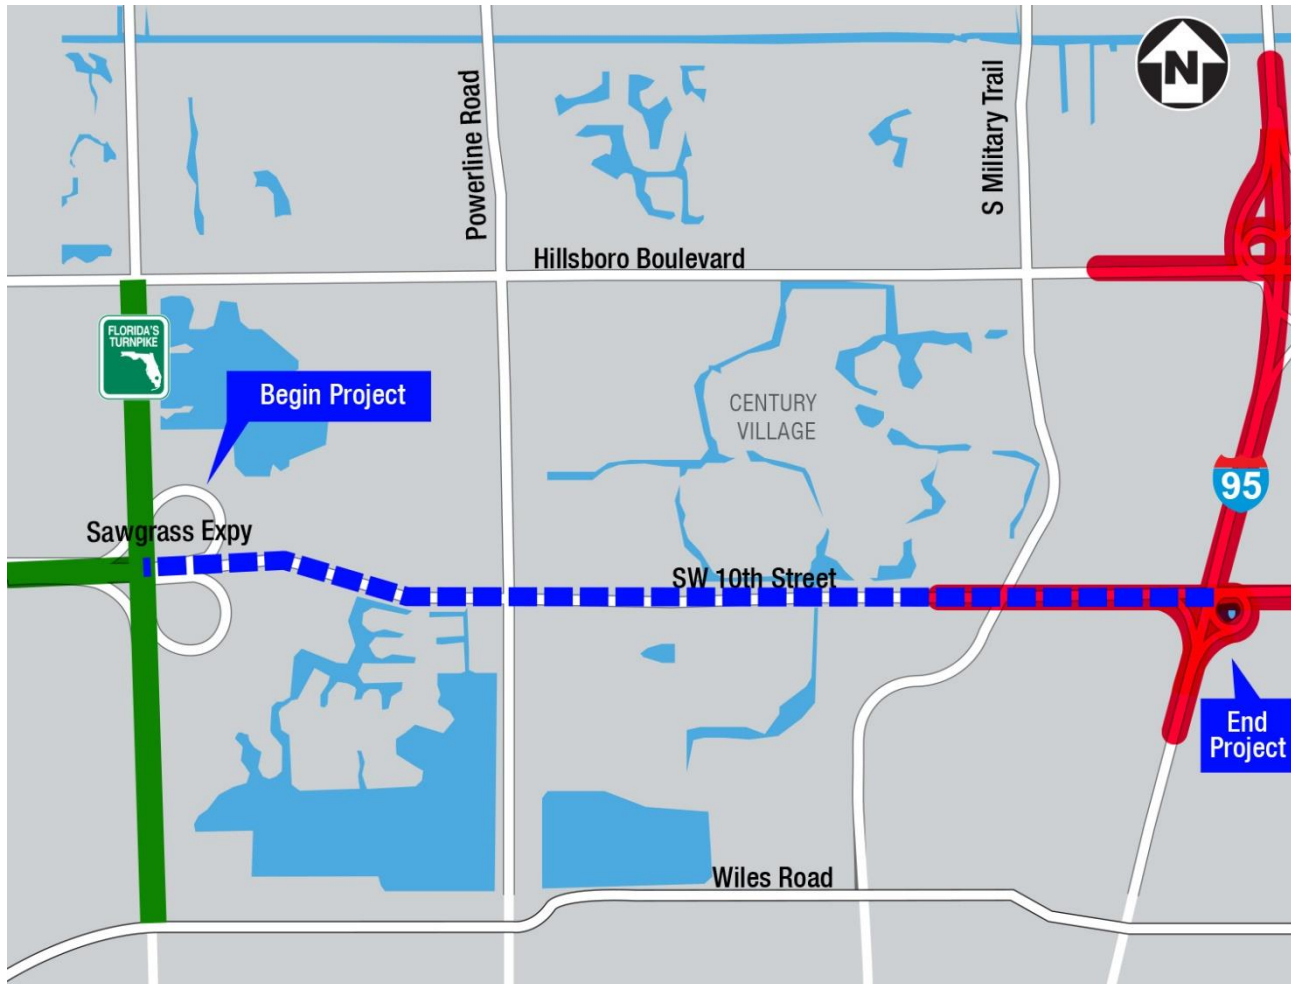 N
Powerline Road
S Military Trail
Hillsboro Boulevard
FLORIDA'S
TURNPIKE
Begin Project
CENTURY
VILLAGE
95
Sawgrass Expy
SW 10th Street
End
Project
Wiles Road